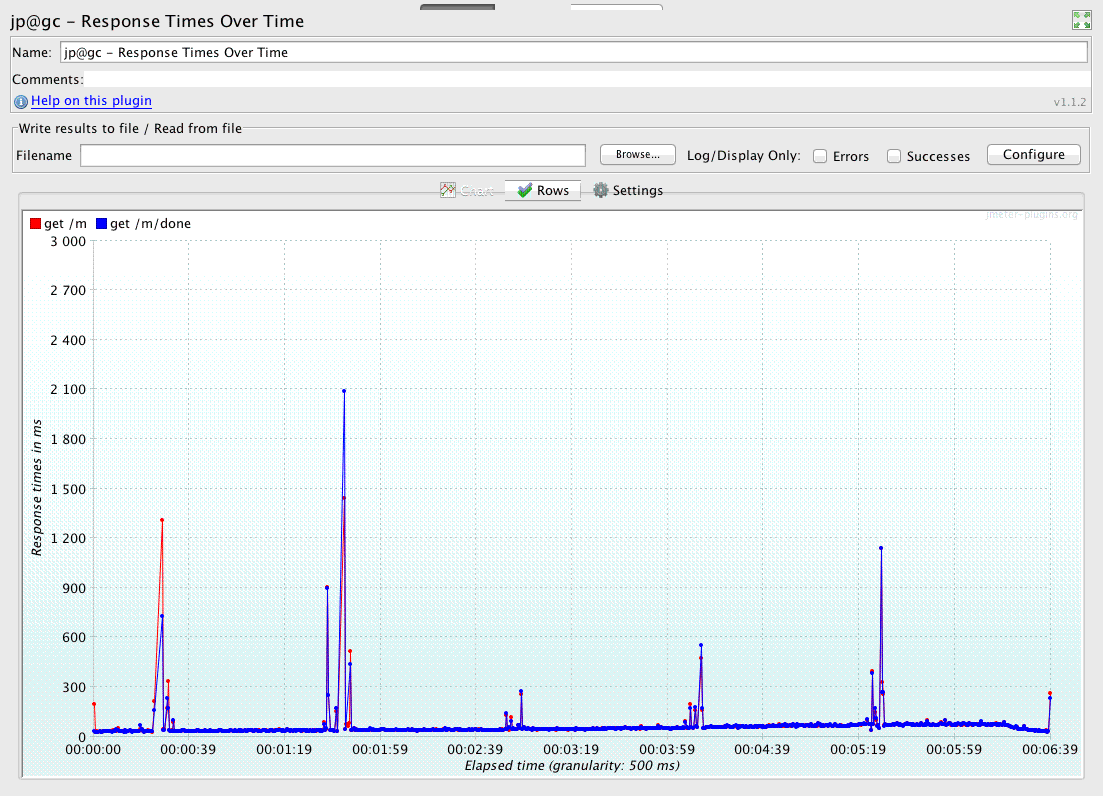 jp@gc - Response Times Over Time
Name: jp@gc - Response Times Over Time
Comments:
Help on this plugin
v1.1.2
Write results to file / Read from file
Filename Browse... Log/Display Only: Errors Successes Configure
Chart Rows Settings
jmeter-plugins.org
get /m get /m/done
3 000
2 700
2 400
2 100
1 800
1 500
1 200
900
600
300
0
Response times in ms
00:00:00 00:00:39 00:01:19 00:01:59 00:02:39 00:03:19 00:03:59 00:04:39 00:05:19 00:05:59 00:06:39
Elapsed time (granularity: 500 ms)